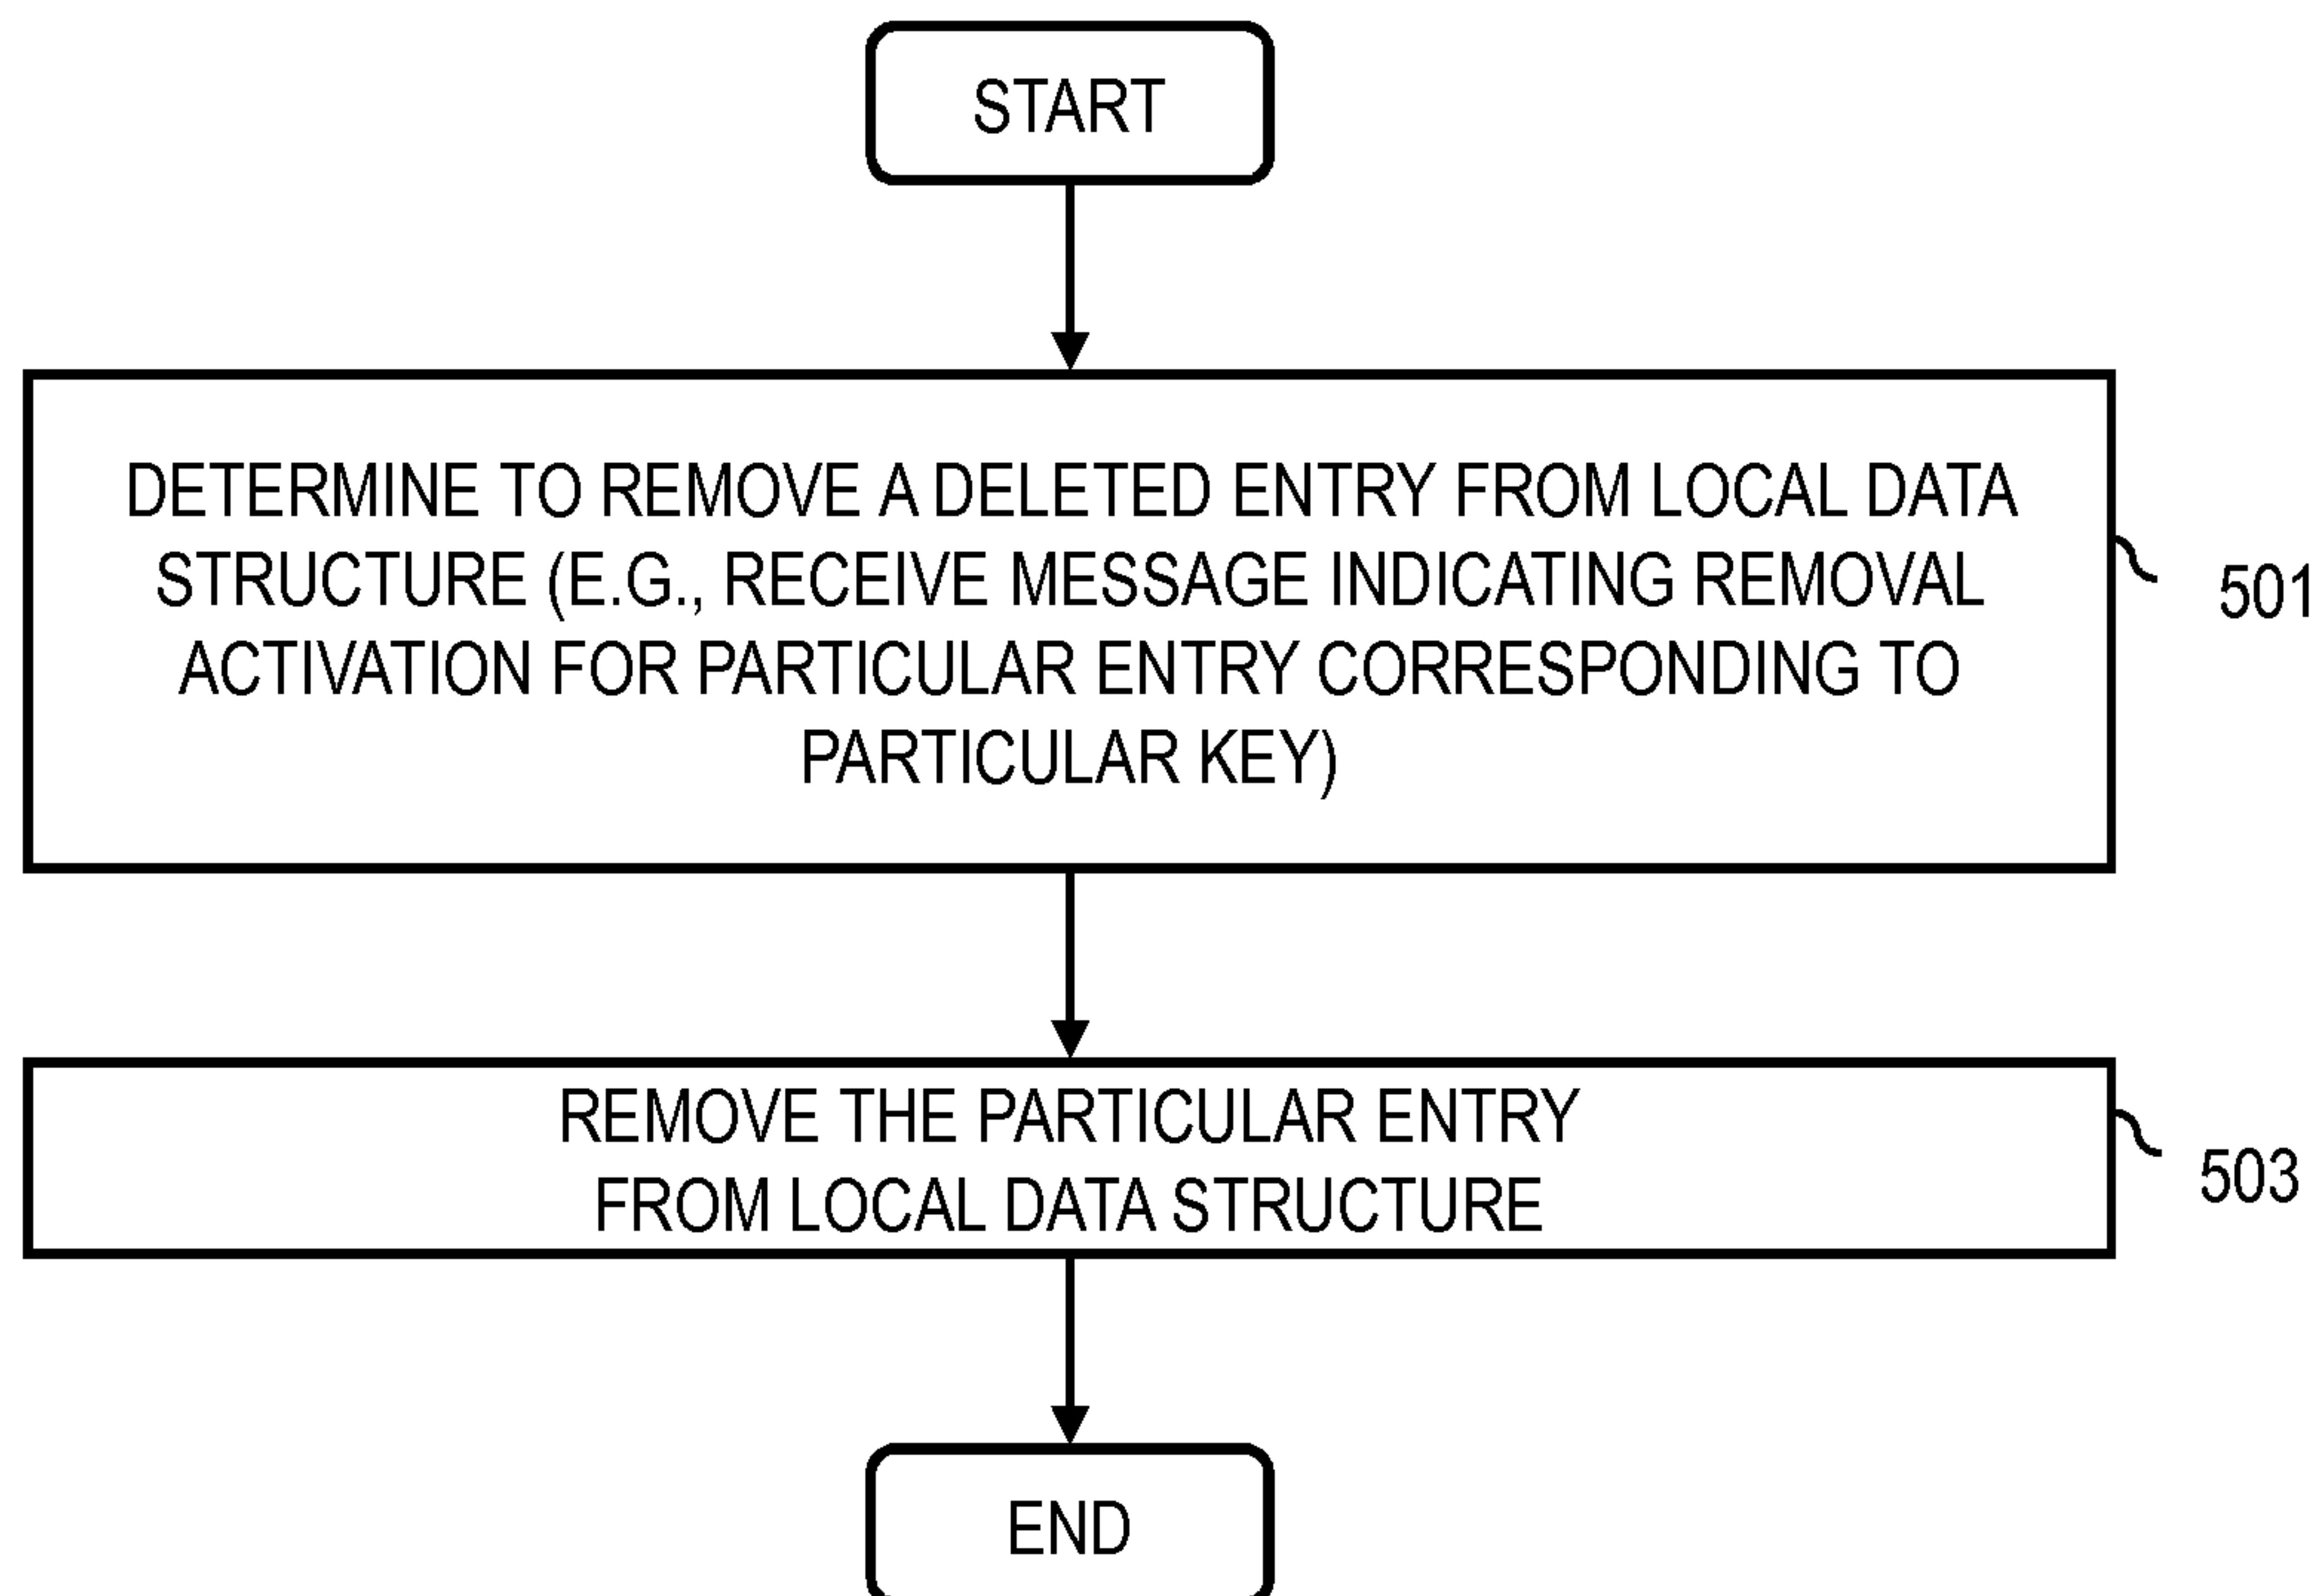 START
DETERMINE TO REMOVE A DELETED ENTRY FROM LOCAL DATA
STRUCTURE (E.G., RECEIVE MESSAGE INDICATING REMOVAL
ACTIVATION FOR PARTICULAR ENTRY CORRESPONDING TO
PARTICULAR KEY)
501
REMOVE THE PARTICULAR ENTRY
FROM LOCAL DATA STRUCTURE
503
END